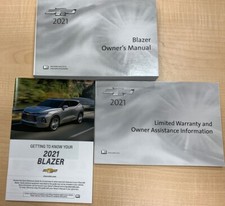 2021
Blazer
Owner's Manual
2021
Limited Warranty and
Owner Assistance Information
GETTING TO KNOW YOUR
2021
BLAZER